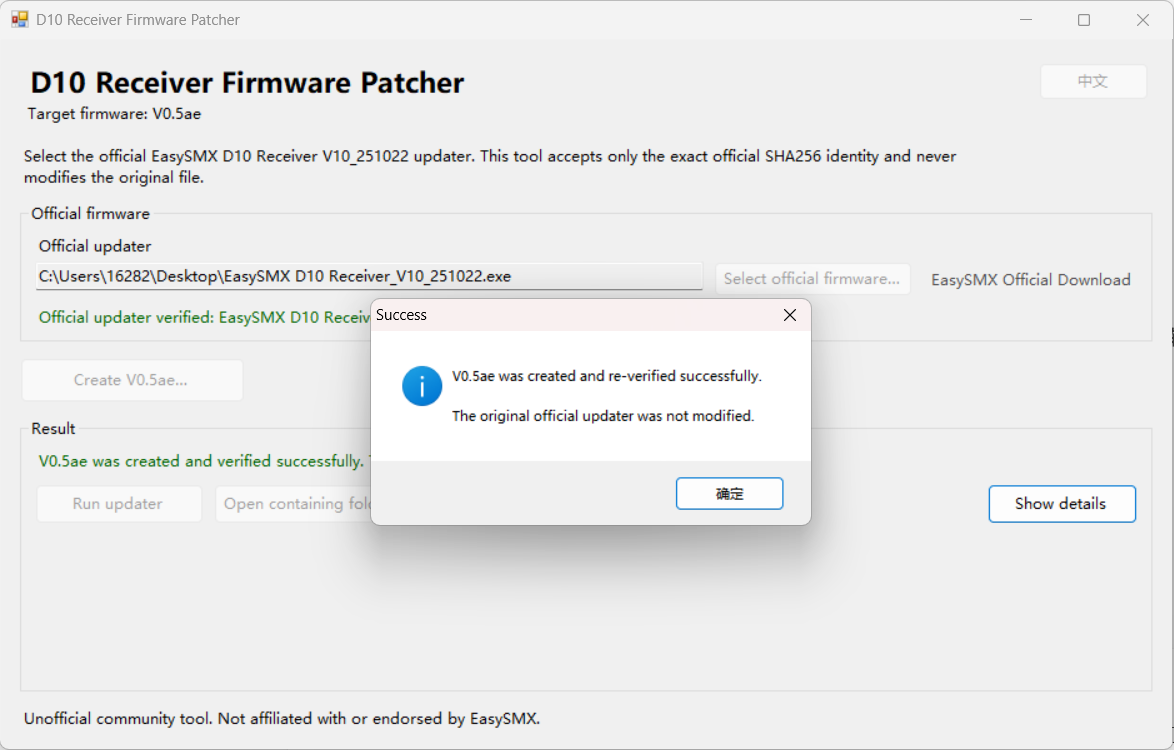 D10 Receiver Firmware Patcher
D10 Receiver Firmware Patcher
中文
Target firmware: V0.5ae
Select the official EasySMX D10 Receiver V10_251022 updater. This tool accepts only the exact official SHA256 identity and never
modifies the original file.
Official firmware
Official updater
C:\Users\16282\Desktop\EasySMX D10 Receiver_V10_251022.exe
Select official firmware...
EasySMX Official Download
Official updater verified: EasySMX D10 Receiv
Success
V0.5ae was created and re-verified successfully.
The original official updater was not modified.
确定
Create V0.5ae...
Result
V0.5ae was created and verified successfully.
Run updater
Open containing fol
Show details
Unofficial community tool. Not affiliated with or endorsed by EasySMX.